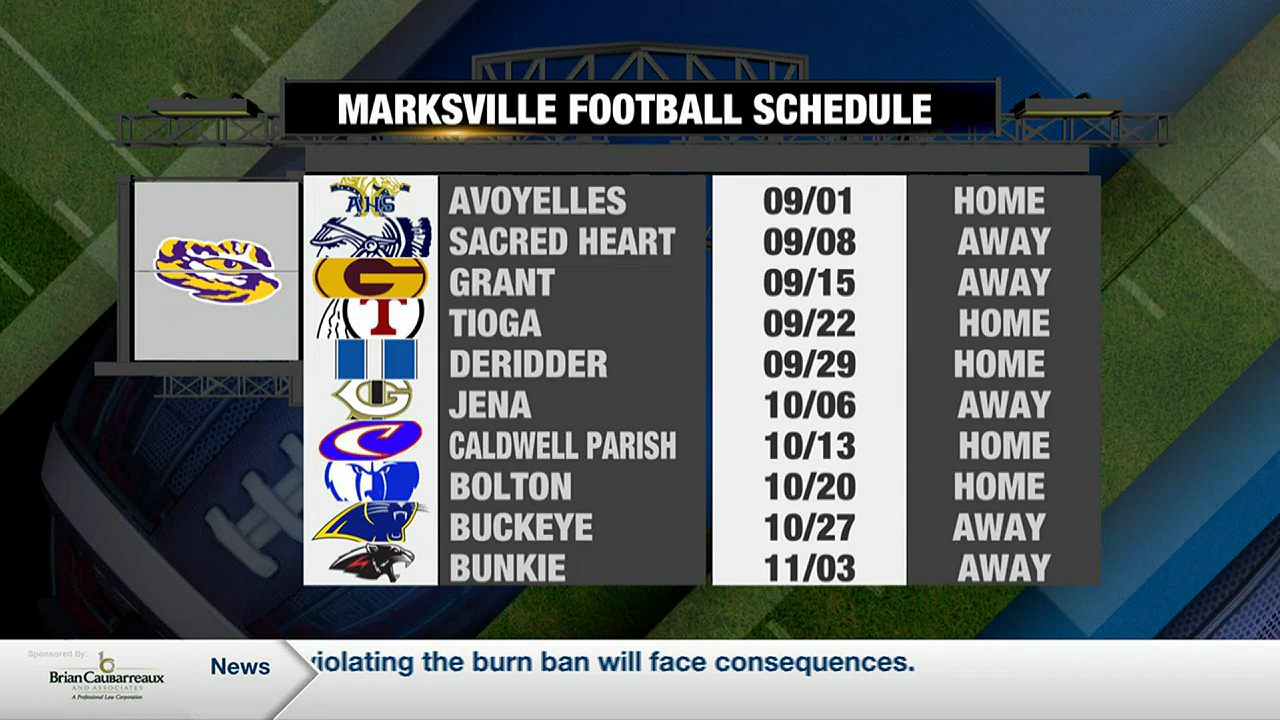 MARKSVILLE FOOTBALL SCHEDULE
AHS AVOYELLES 09/01 HOME
SACRED HEART 09/08 AWAY
G GRANT 09/15 AWAY
T TIOGA 09/22 HOME
DERIDDER 09/29 HOME
G JENA 10/06 AWAY
C CALDWELL PARISH 10/13 HOME
BOLTON 10/20 HOME
BUCKEYE 10/27 AWAY
BUNKIE 11/03 AWAY
Sponsored By:
Brian Caubarreaux
AND ASSOCIATES
A Professional Law Corporation
News
violating the burn ban will face consequences.